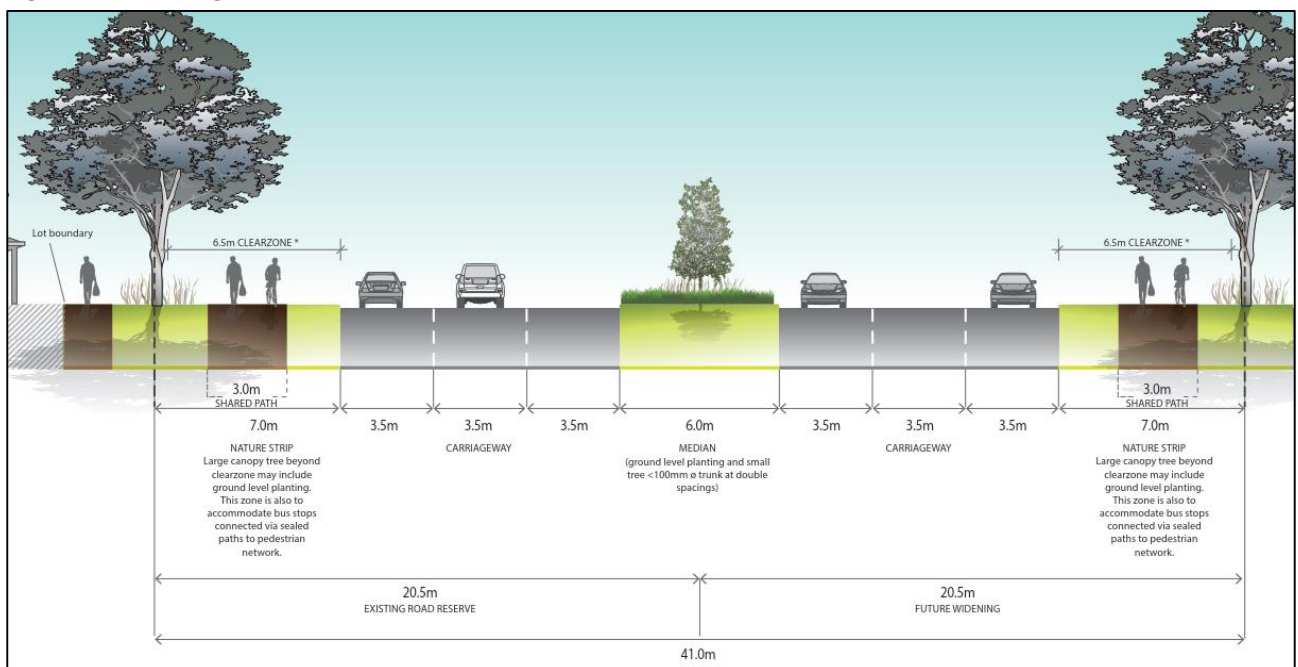 Lot boundary
6.5m CLEARZONE *
6.5m CLEARZONE *
3.0m
SHARED PATH
3.0m
SHARED PATH
7.0m
3.5m
3.5m
3.5m
6.0m
3.5m
3.5m
3.5m
7.0m
NATURE STRIP
Large canopy tree beyond
clearzone may include
ground level planting.
This zone is also to
accommodate bus stops
connected via sealed
paths to pedestrian
network.
CARRIAGEWAY
MEDIAN
(ground level planting and small
tree <100mm ø trunk at double
spacings)
CARRIAGEWAY
NATURE STRIP
Large canopy tree beyond
clearzone may include
ground level planting.
This zone is also to
accommodate bus stops
connected via sealed
paths to pedestrian
network.
20.5m
EXISTING ROAD RESERVE
20.5m
FUTURE WIDENING
41.0m